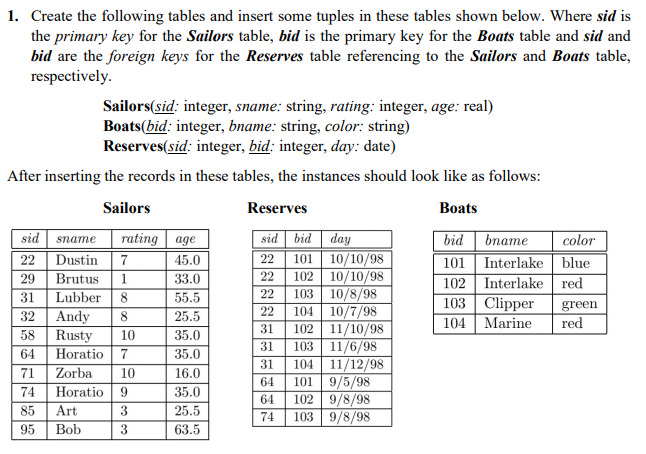 1. Create the following tables and insert some tuples in these tables shown below. Where sid is
the primary key for the Sailors table, bid is the primary key for the Boats table and sid and
bid are the foreign keys for the Reserves table referencing to the Sailors and Boats table,
respectively.
Sailors(sid: integer, sname: string, rating: integer, age: real)
Boats(bid: integer, bname: string, color: string)
Reserves(sid: integer, bid: integer, day: date)
After inserting the records in these tables, the instances should look like as follows:
Sailors
sid sname rating age
22 Dustin 7 45.0
29 Brutus 1 33.0
31 Lubber 8 55.5
32 Andy 8 25.5
58 Rusty 10 35.0
64 Horatio 7 35.0
71 Zorba 10 16.0
74 Horatio 9 35.0
85 Art 3 25.5
95 Bob 3 63.5
Reserves
sid bid day
22 101 10/10/98
22 102 10/10/98
22 103 10/8/98
22 104 10/7/98
31 102 11/10/98
31 103 11/6/98
31 104 11/12/98
64 101 9/5/98
64 102 9/8/98
74 103 9/8/98
Boats
bid bname color
101 Interlake blue
102 Interlake red
103 Clipper green
104 Marine red